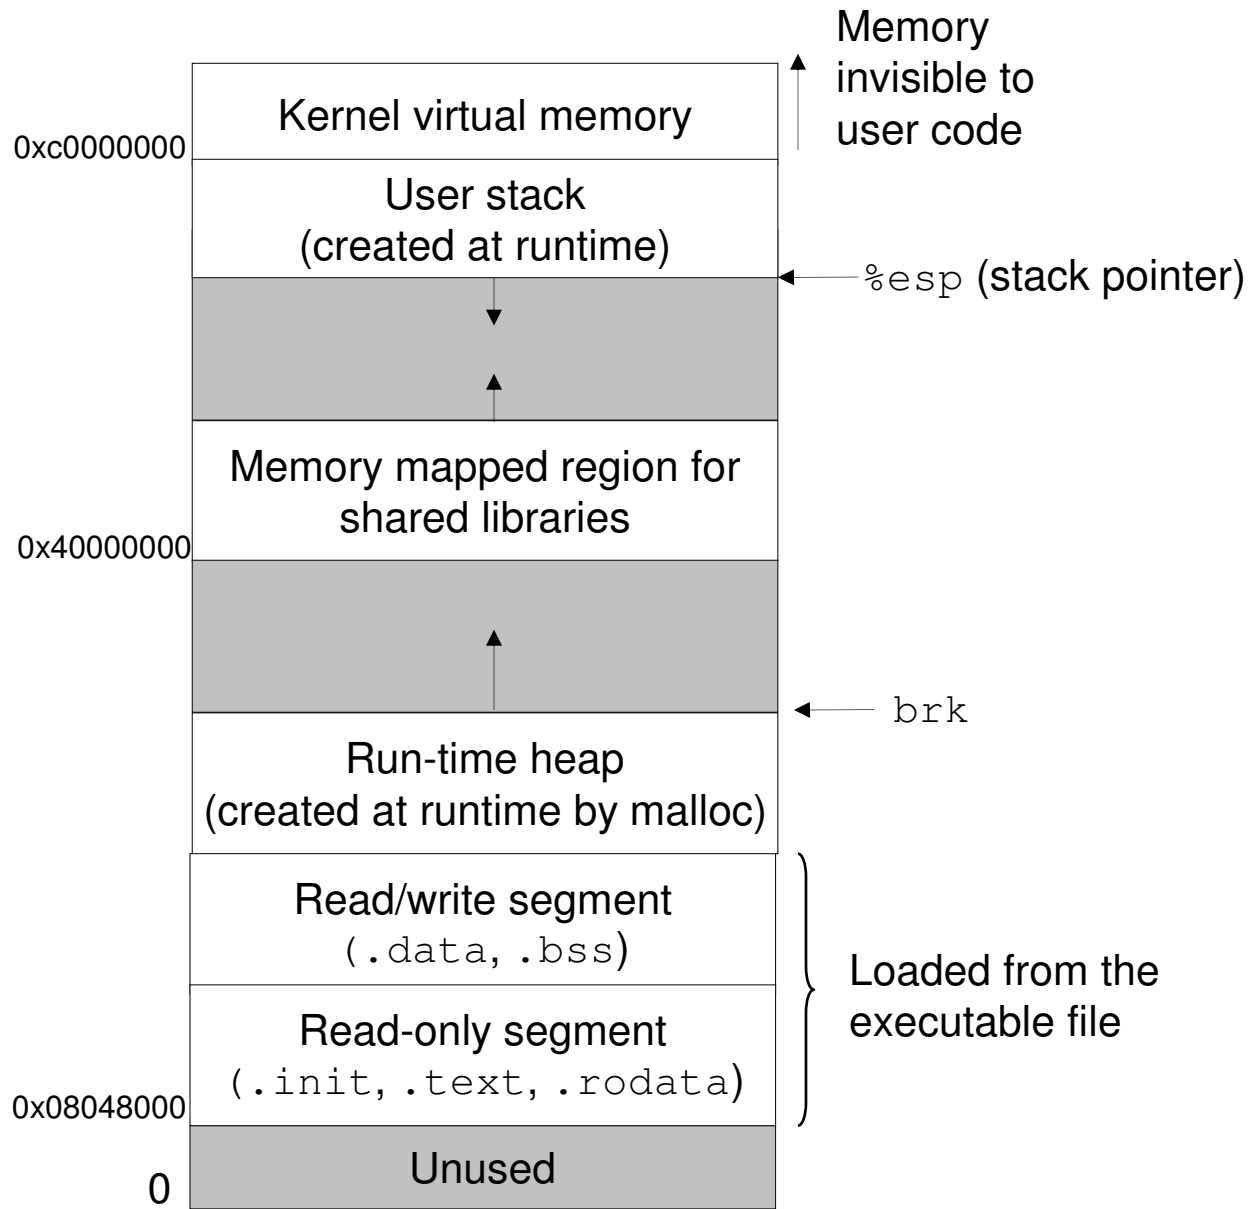 Memory
invisible to
user code
Kernel virtual memory
0xc0000000
User stack
(created at runtime)
%esp (stack pointer)
Memory mapped region for
shared libraries
0x40000000
brk
Run-time heap
(created at runtime by malloc)
Read/write segment
(.data, .bss)
Loaded from the
executable file
Read-only segment
(.init, .text, .rodata)
0x08048000
Unused
0